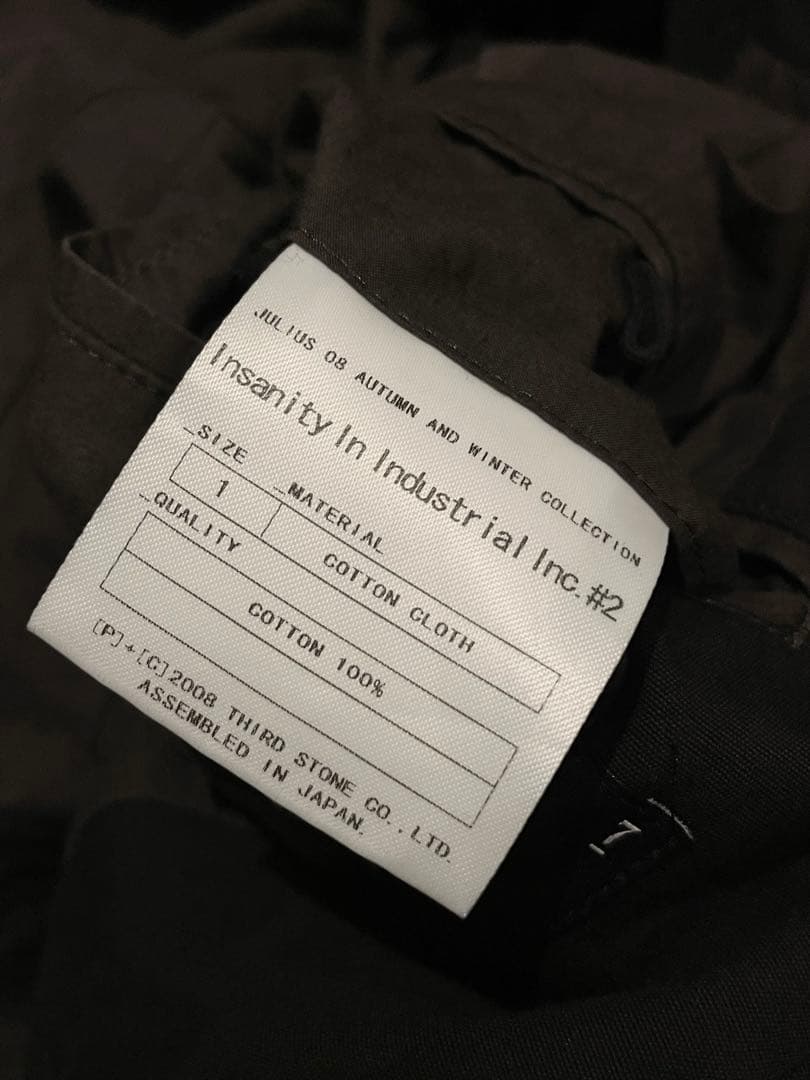 JULIUS 08 AUTUMN AND WINTER COLLECTION
Insanity In Industrial Inc.#2
_SIZE
_MATERIAL
1
COTTON CLOTH
_QUALITY
COTTON 100%
[P]+[C]2008 THIRD STONE CO.,LTD.
ASSEMBLED IN JAPAN.
_7